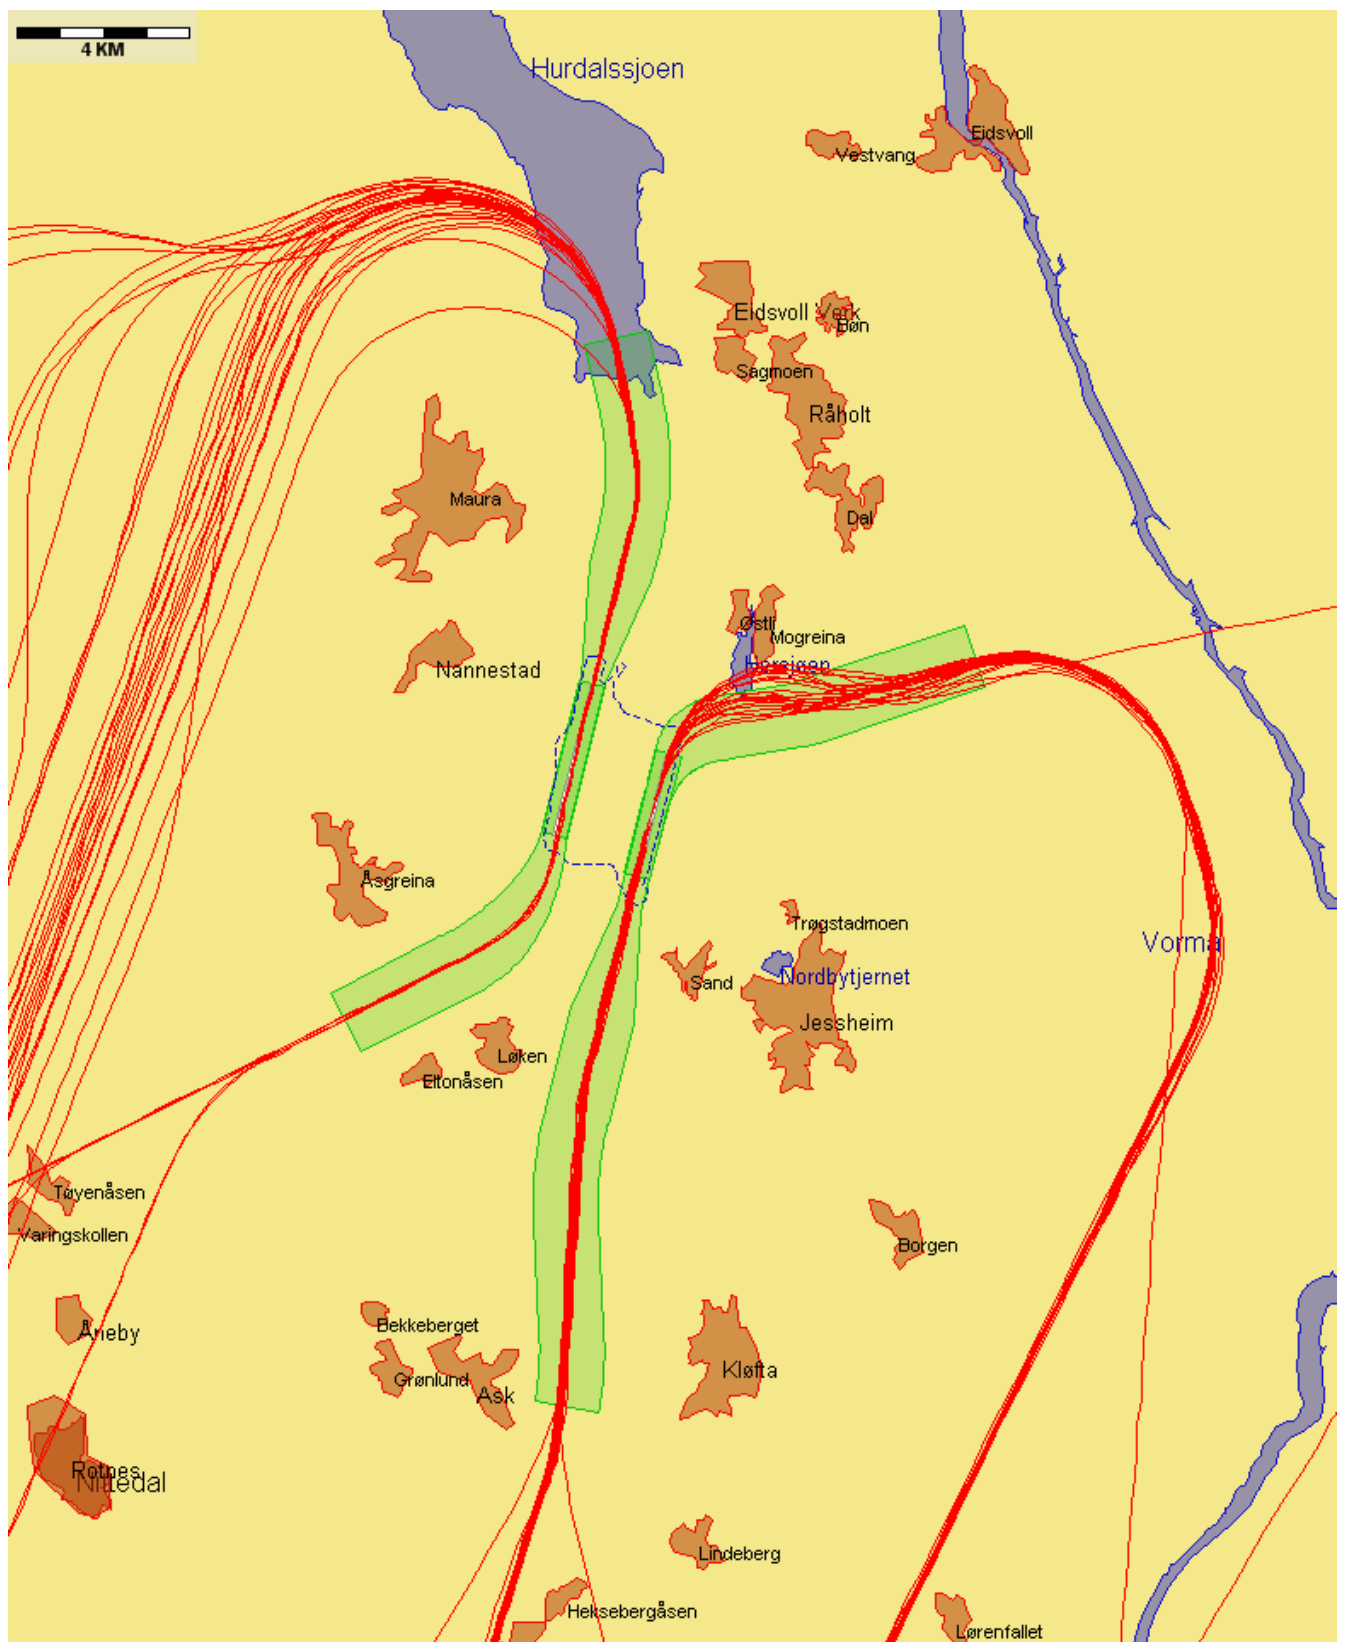 4 KM
Hurdalssjoen
Eidsvoll
Vestvang
Eidsvoll Verk
Bøn
Sagmoen
Råholt
Maura
Dal
Østli
Mogreina
Hersjøen
Nannestad
Åsgreina
Trøgstadmoen
Vorma
Nordbytjernet
Sand
Jessheim
Løken
Eltonåsen
Tøyenåsen
Varingskollen
Borgen
Bekkeberget
Åneby
Kløfta
Grønlund
Ask
Rotnes
Nittedal
Lindeberg
Heksebergåsen
Lørenfallet